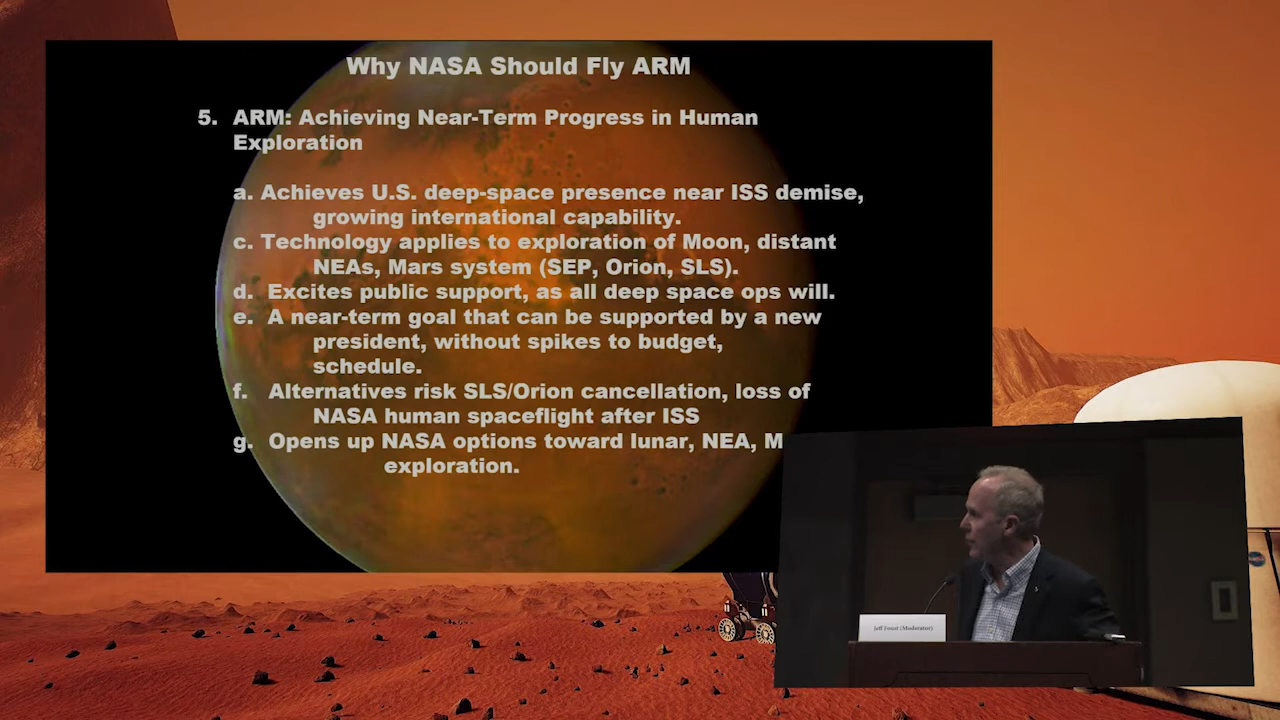 Why NASA Should Fly ARM
5. ARM: Achieving Near-Term Progress in Human
Exploration
a. Achieves U.S. deep-space presence near ISS demise,
growing international capability.
c. Technology applies to exploration of Moon, distant
NEAs, Mars system (SEP, Orion, SLS).
d. Excites public support, as all deep space ops will.
e. A near-term goal that can be supported by a new
president, without spikes to budget,
schedule.
f. Alternatives risk SLS/Orion cancellation, loss of
NASA human spaceflight after ISS
g. Opens up NASA options toward lunar, NEA, M
exploration.
Jeff Foust (Moderator)